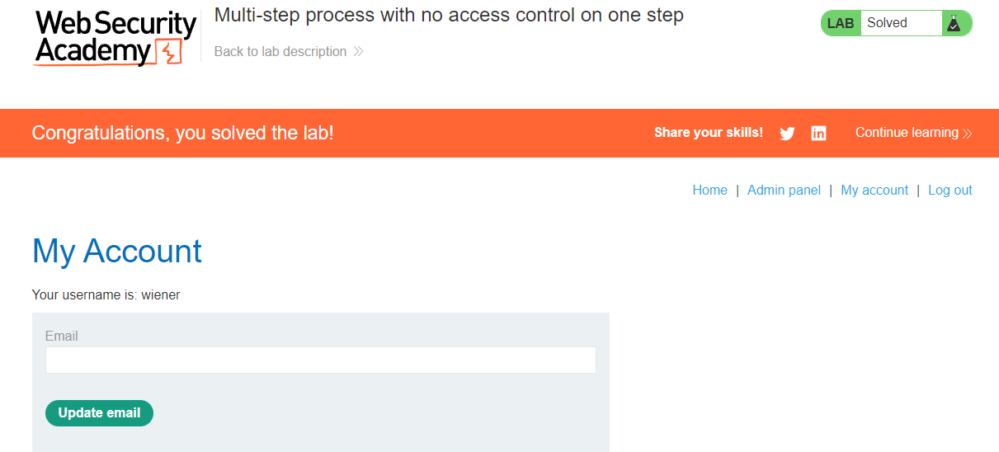 Web Security
Academy
Multi-step process with no access control on one step
Back to lab description
LAB Solved
Congratulations, you solved the lab!
Share your skills!
Continue learning
Home | Admin panel | My account | Log out
My Account
Your username is: wiener
Email
Update email